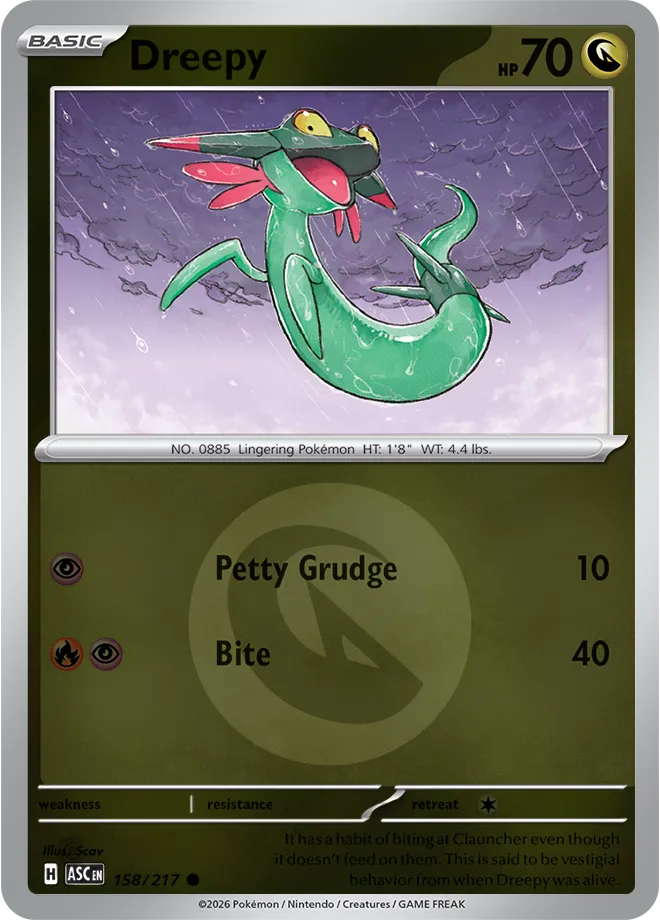 BASIC Dreepy HP 70
NO. 0885 Lingering Pokémon HT: 1'8" WT: 4.4 lbs.
Petty Grudge 10
Bite 40
weakness resistance retreat
It has a habit of biting at Clauncher even though
it doesn't feed on them. This is said to be vestigial
behavior from when Dreepy was alive.
Illus. Scav
H ASC EN 158/217
©2026 Pokémon / Nintendo / Creatures / GAME FREAK